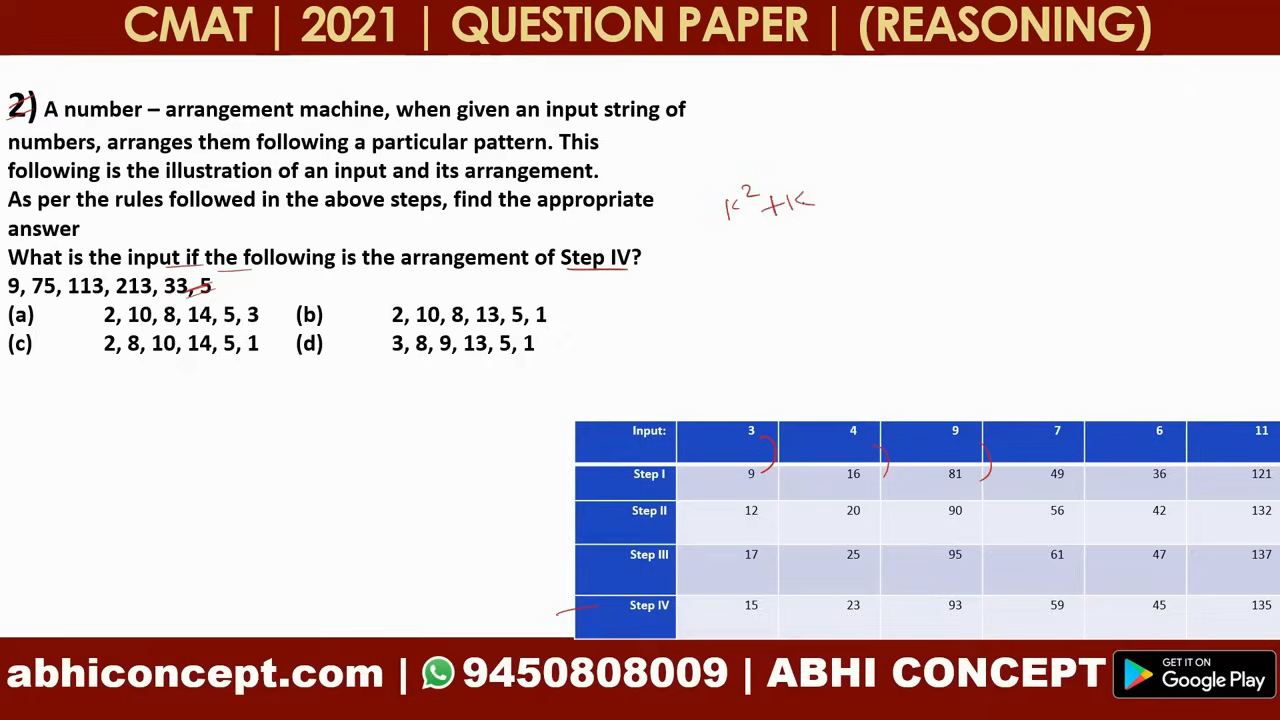 CMAT | 2021 | QUESTION PAPER | (REASONING)
2) A number – arrangement machine, when given an input string of
numbers, arranges them following a particular pattern. This
following is the illustration of an input and its arrangement.
As per the rules followed in the above steps, find the appropriate
answer
What is the input if the following is the arrangement of Step IV?
9, 75, 113, 213, 33, 5
(a) 2, 10, 8, 14, 5, 3 (b) 2, 10, 8, 13, 5, 1
(c) 2, 8, 10, 14, 5, 1 (d) 3, 8, 9, 13, 5, 1
K² + K
Input: 3 4 9 7 6 11
Step I 9 16 81 49 36 121
Step II 12 20 90 56 42 132
Step III 17 25 95 61 47 137
Step IV 15 23 93 59 45 135
abhiconcept.com | 9450808009 | ABHI CONCEPT
GET IT ON
Google Play